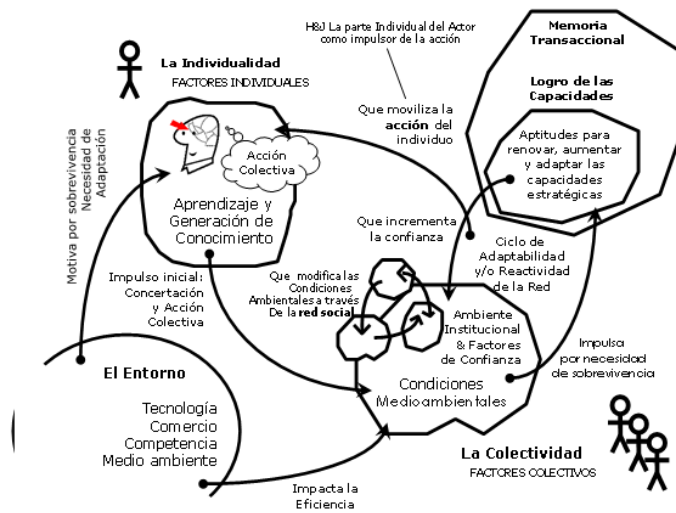 H&J La parte Individual del Actor
como impulsor de la acción
Memoria
Transaccional
La Individualidad
FACTORES INDIVIDUALES
Logro de las
Capacidades
Que moviliza la
acción del
individuo
Aptitudes para
renovar, aumentar
y adaptar las
capacidades
estratégicas
Acción
Colectiva
Aprendizaje y
Generación de
Conocimiento
Motiva por sobrevivencia
Necesidad de
Adaptación
Que incrementa
la confianza
Ciclo de
Adaptabilidad
y/o Reactividad
de la Red
Impulso inicial:
Concertación
y Acción
Colectiva
Que modifica las
Condiciones
Ambientales a través
De la red social
Ambiente
Institucional
& Factores
de Confianza
Condiciones
Medioambientales
Impulsa
por necesidad
de sobrevivencia
El Entorno
Tecnología
Comercio
Competencia
Medio ambiente
La Colectividad
FACTORES COLECTIVOS
Impacta la
Eficiencia